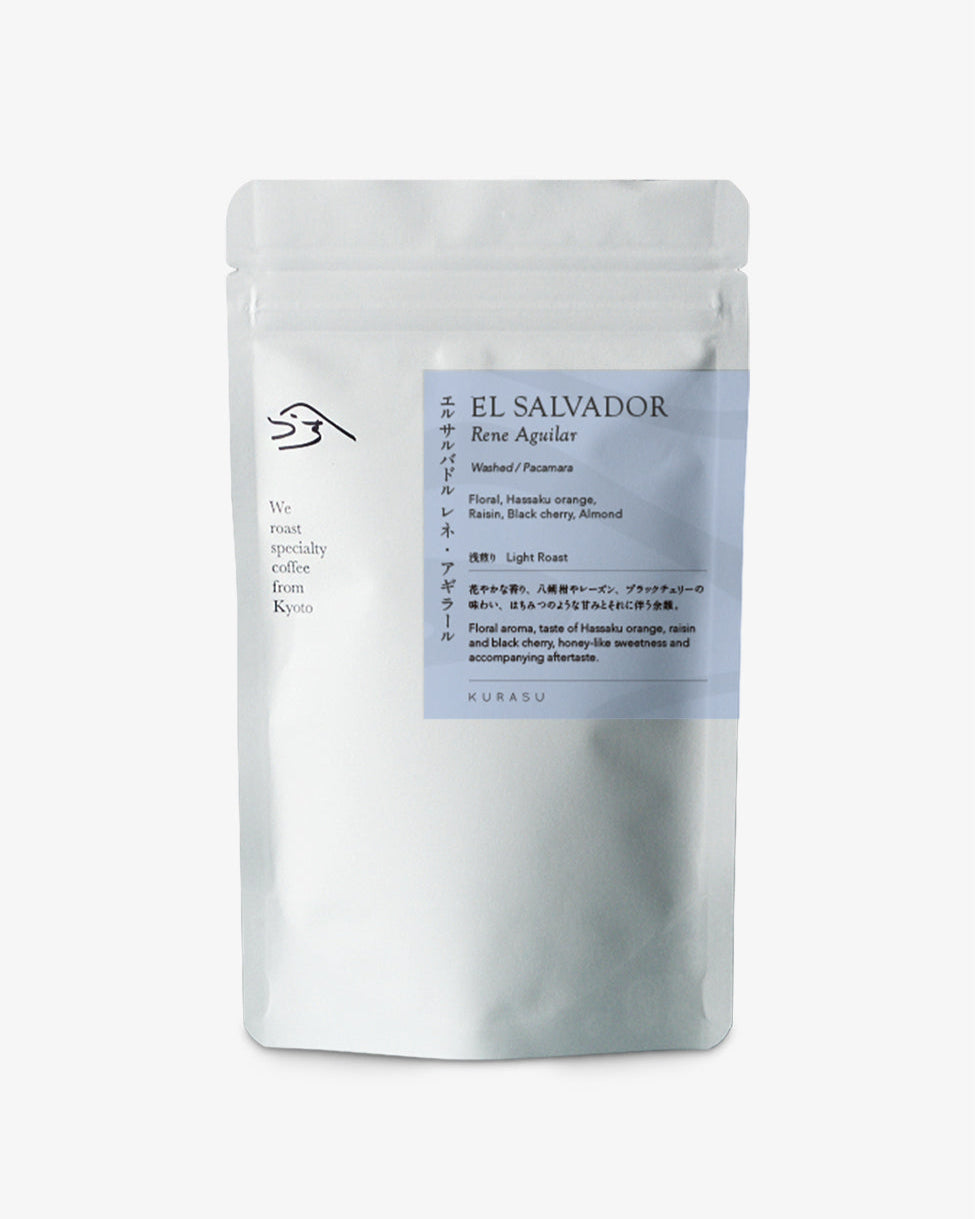 We
roast
specialty
coffee
from
Kyoto
エルサルバドル レネ・アギラール
EL SALVADOR
Rene Aguilar
Washed / Pacamara
Floral, Hassaku orange,
Raisin, Black cherry, Almond
浅煎り Light Roast
花やかな香り、八朔柑やレーズン、ブラックチェリーの
味わい、はちみつのような甘みとそれに伴う余韻。
Floral aroma, taste of Hassaku orange, raisin
and black cherry, honey-like sweetness and
accompanying aftertaste.
KURASU